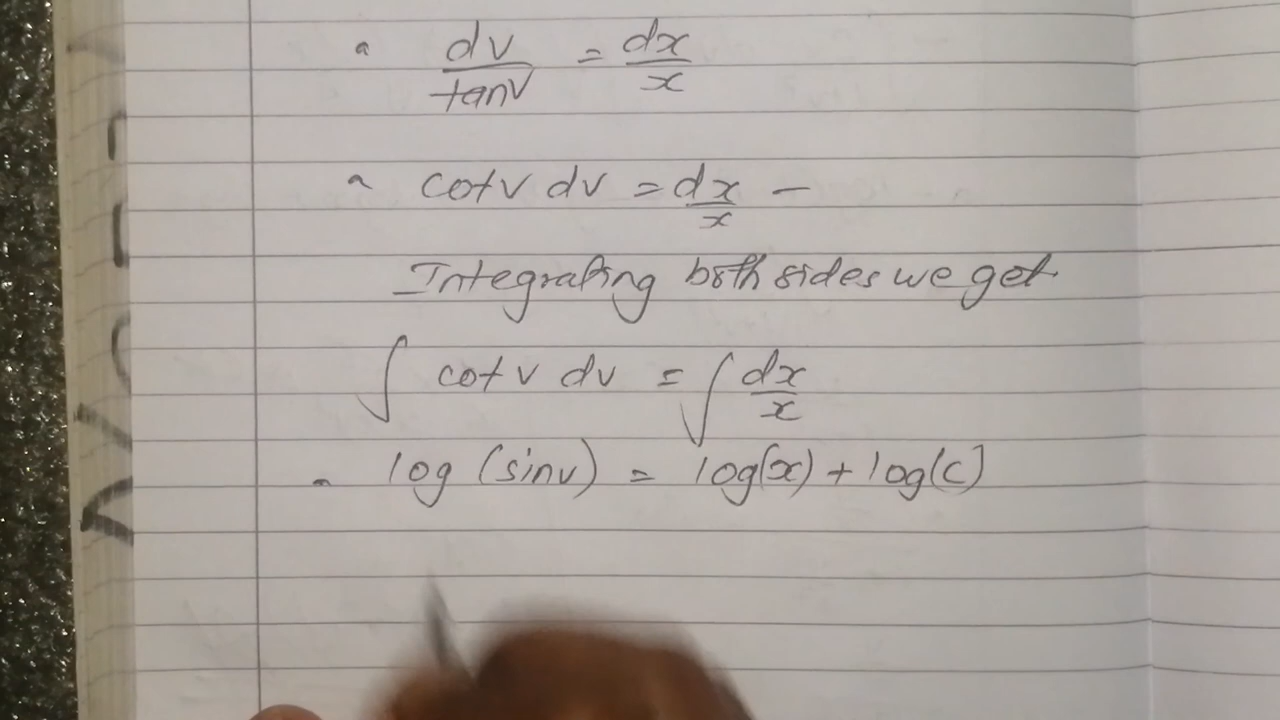 dv/tanv = dx/x
cotv dv = dx/x –
Integrating both sides we get
∫ cotv dv = ∫ dx/x
log (sinv) = log(x) + log(c)